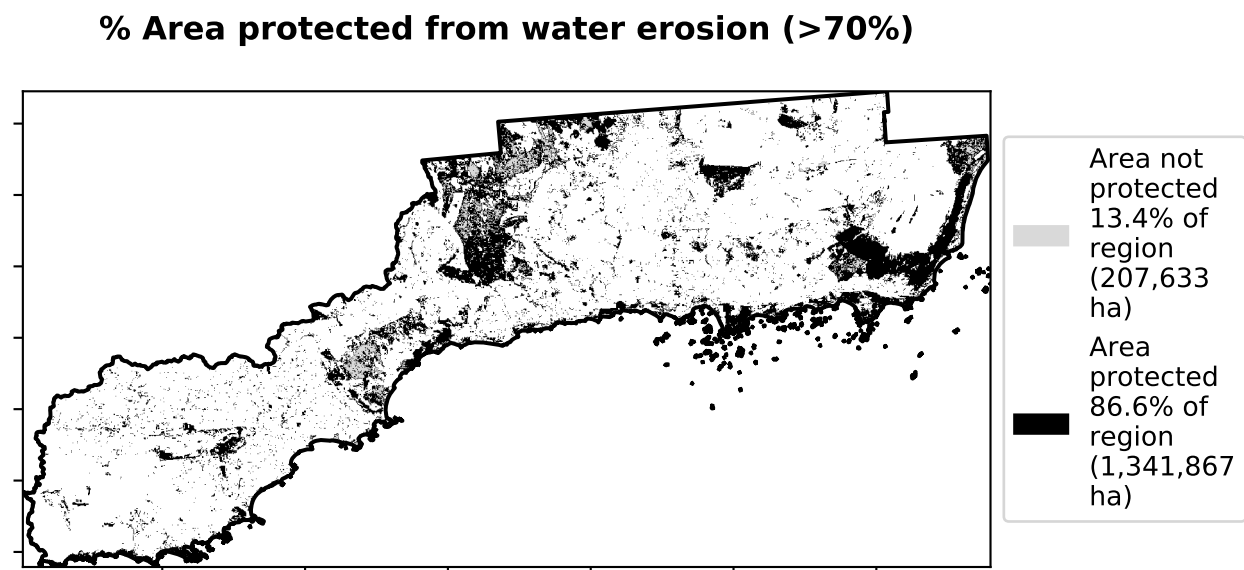 % Area protected from water erosion (>70%)
Area not
protected
13.4% of
region
(207,633
ha)
Area
protected
86.6% of
region
(1,341,867
ha)